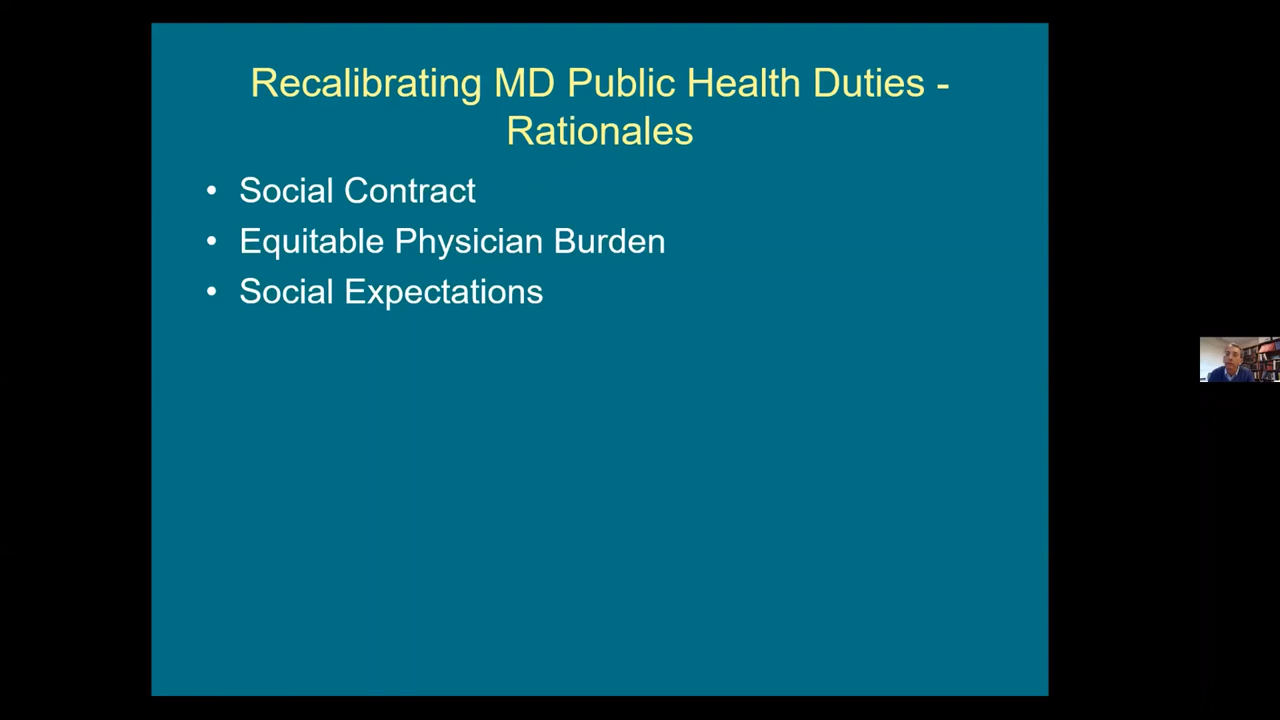 Recalibrating MD Public Health Duties -
Rationales
• Social Contract
• Equitable Physician Burden
• Social Expectations